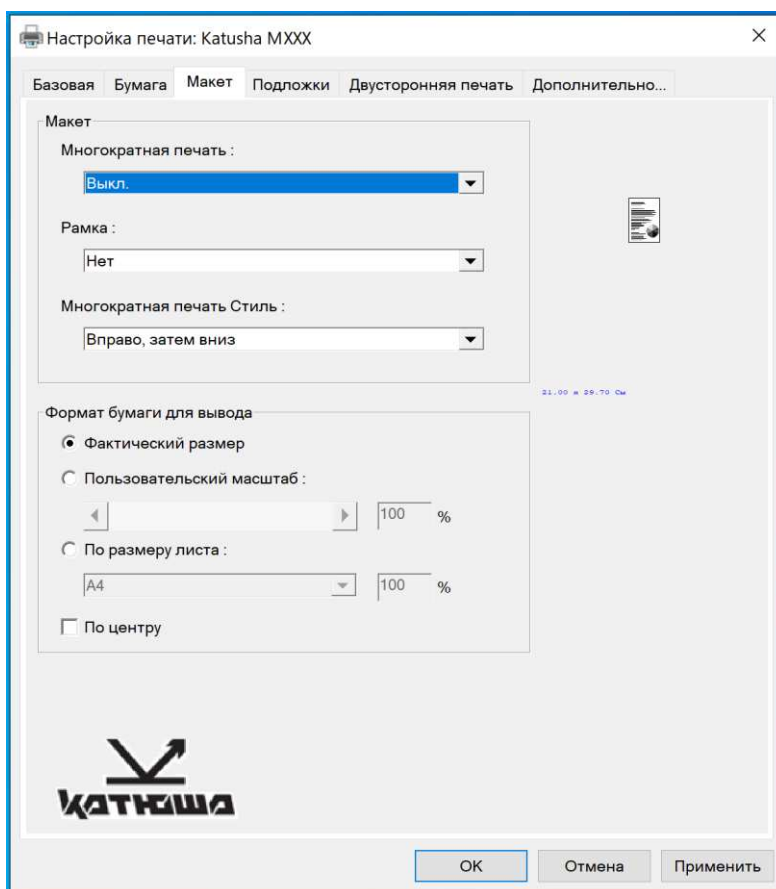 Настройка печати: Katusha MXXX
Базовая Бумага Макет Подложки Двусторонняя печать Дополнительно...
Макет
Многократная печать :
Выкл.
Рамка :
Нет
Многократная печать Стиль :
Вправо, затем вниз
21.00 x 29.70 См
Формат бумаги для вывода
Фактический размер
Пользовательский масштаб :
100 %
По размеру листа :
A4 100 %
По центру
Катюша
OK Отмена Применить